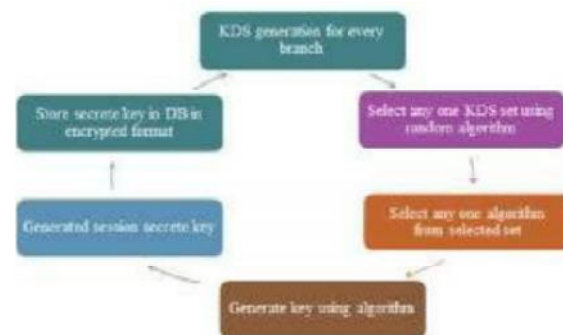 KDS generation for every
branch
Select any one KDS set using
random algorithm
Select any one algorithm
from selected set
Generate key using algorithm
Generated session secrete key
Store secrete key in DB in
encrypted format